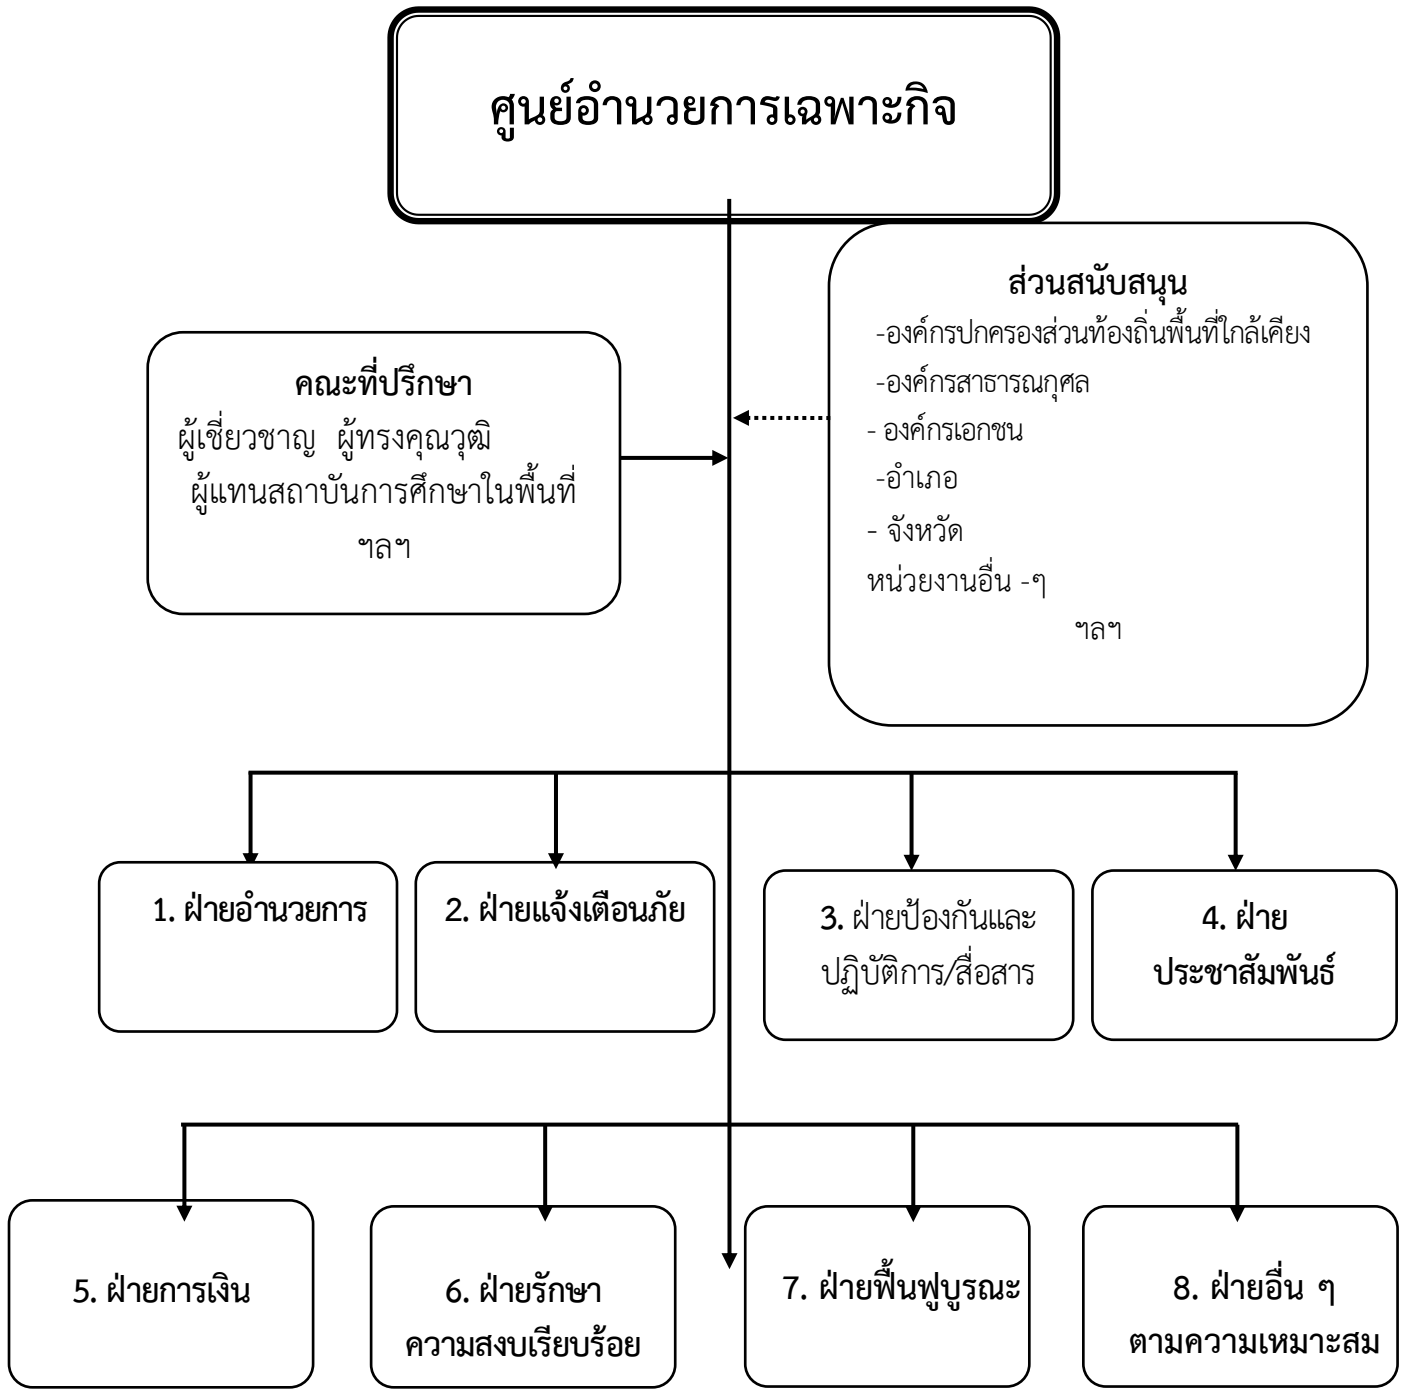 ศูนย์อำนวยการเฉพาะกิจ
คณะที่ปรึกษา
ผู้เชี่ยวชาญ ผู้ทรงคุณวุฒิ
ผู้แทนสถาบันการศึกษาในพื้นที่
ฯลฯ
ส่วนสนับสนุน
-องค์กรปกครองส่วนท้องถิ่นพื้นที่ใกล้เคียง
-องค์กรสาธารณกุศล
- องค์กรเอกชน
-อำเภอ
- จังหวัด
หน่วยงานอื่น -ๆ
ฯลฯ
1. ฝ่ายอำนวยการ
2. ฝ่ายแจ้งเตือนภัย
3. ฝ่ายป้องกันและ
ปฏิบัติการ/สื่อสาร
4. ฝ่าย
ประชาสัมพันธ์
5. ฝ่ายการเงิน
6. ฝ่ายรักษา
ความสงบเรียบร้อย
7. ฝ่ายฟื้นฟูบูรณะ
8. ฝ่ายอื่น ๆ
ตามความเหมาะสม